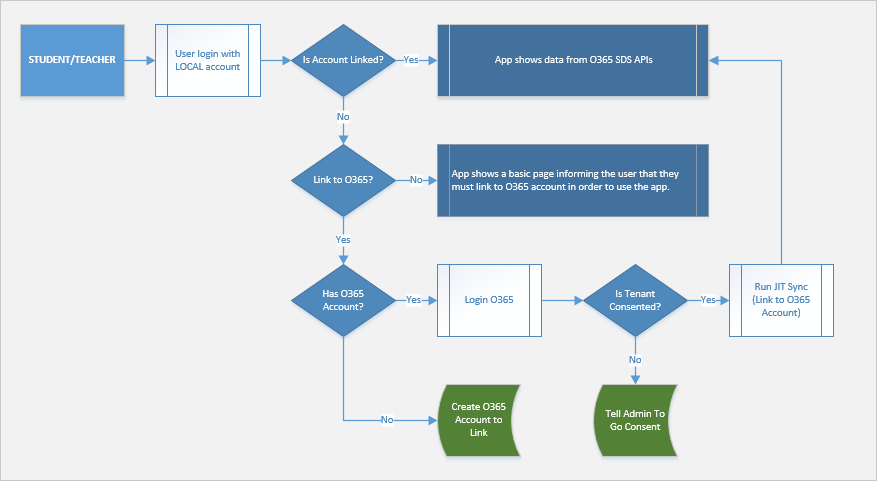 STUDENT/TEACHER
User login with
LOCAL account
Is Account Linked?
Yes
App shows data from O365 SDS APIs
No
Link to O365?
No
App shows a basic page informing the user that they
must link to O365 account in order to use the app.
Yes
Has O365
Account?
Yes
Login O365
Is Tenant
Consented?
Yes
Run JIT Sync
(Link to O365
Account)
No
No
Create O365
Account to
Link
Tell Admin To
Go Consent